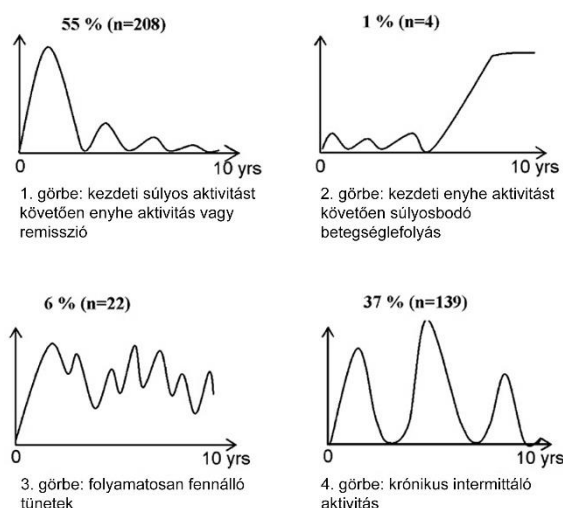 55 % (n=208)
0
10 yrs
1. görbe: kezdeti súlyos aktivitást
követően enyhe aktivitás vagy
remisszió
1 % (n=4)
0
10 yrs
2. görbe: kezdeti enyhe aktivitást
követően súlyosbodó
betegséglefolyás
6 % (n=22)
0
10 yrs
3. görbe: folyamatosan fennálló
tünetek
37 % (n=139)
0
10 yrs
4. görbe: krónikus intermittáló
aktivitás